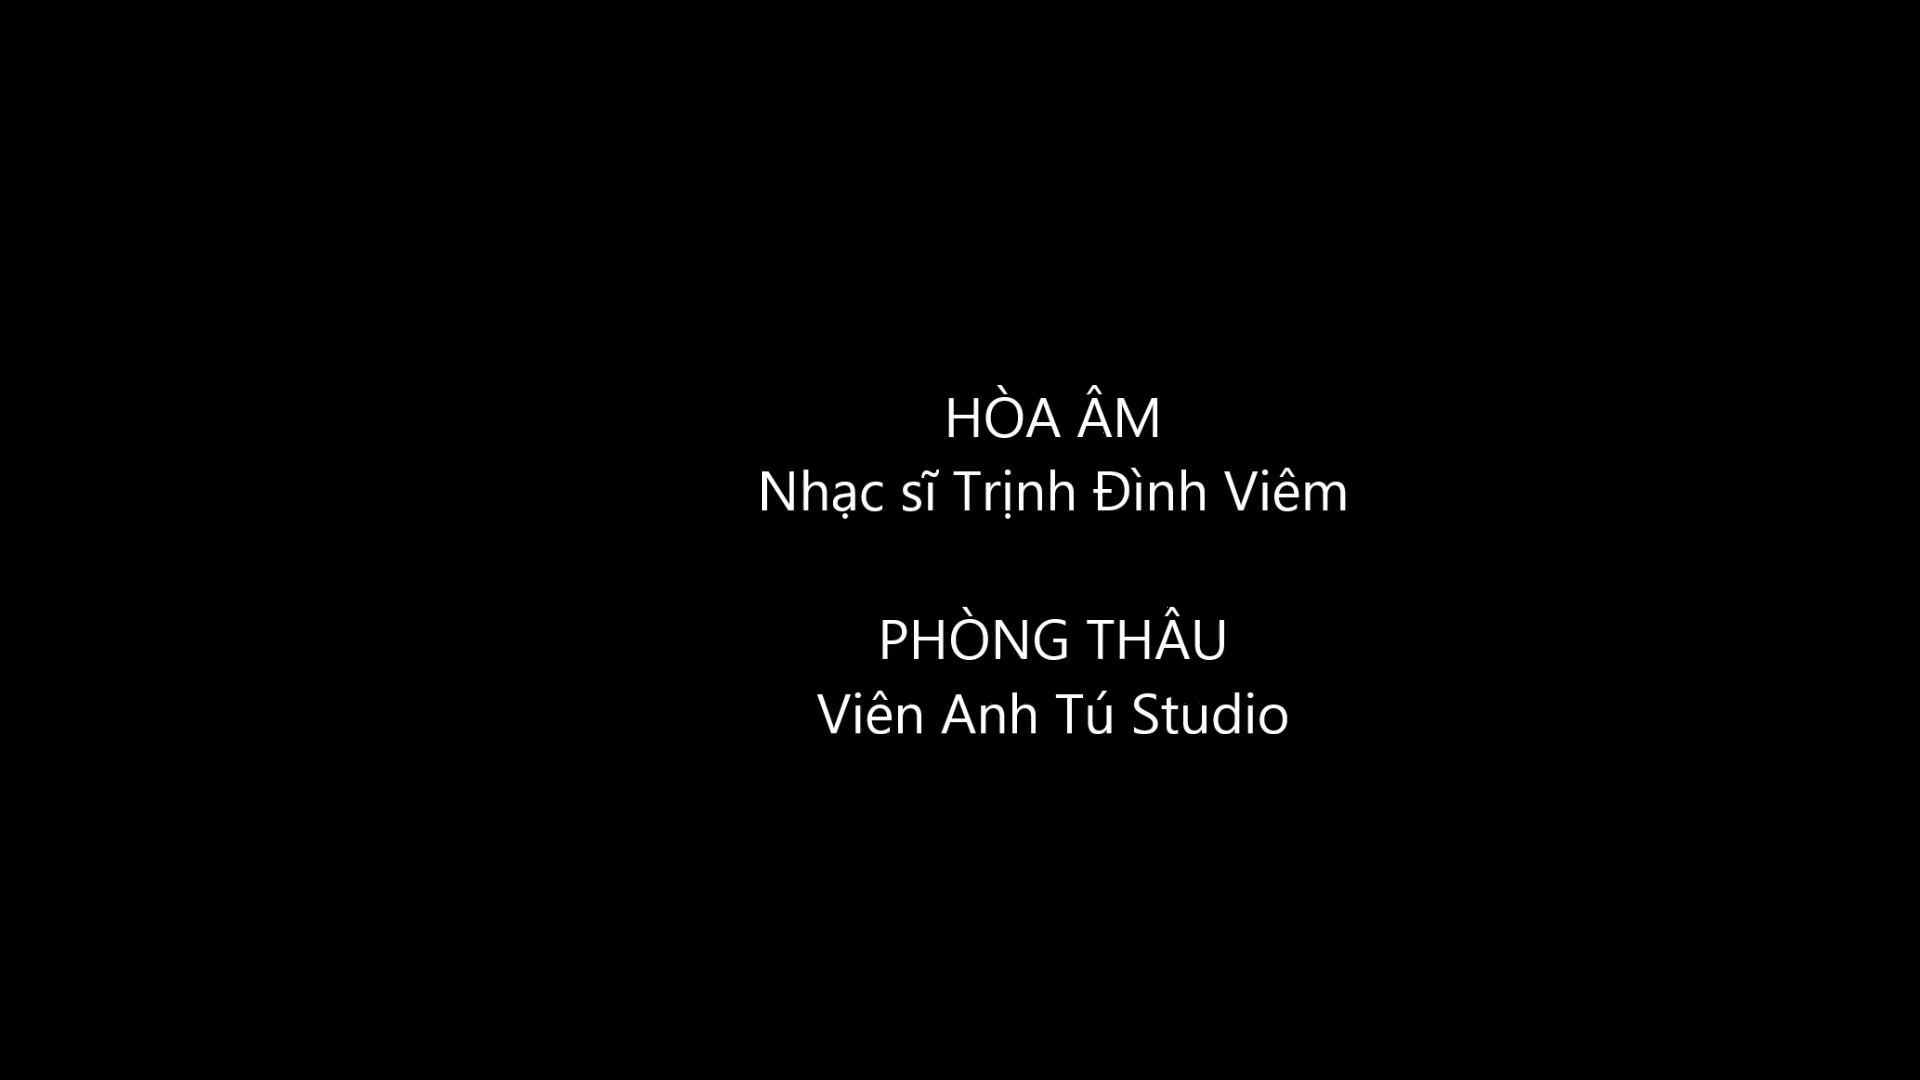 HÒA ÂM
Nhạc sĩ Trịnh Đình Viêm
PHÒNG THÂU
Viên Anh Tú Studio